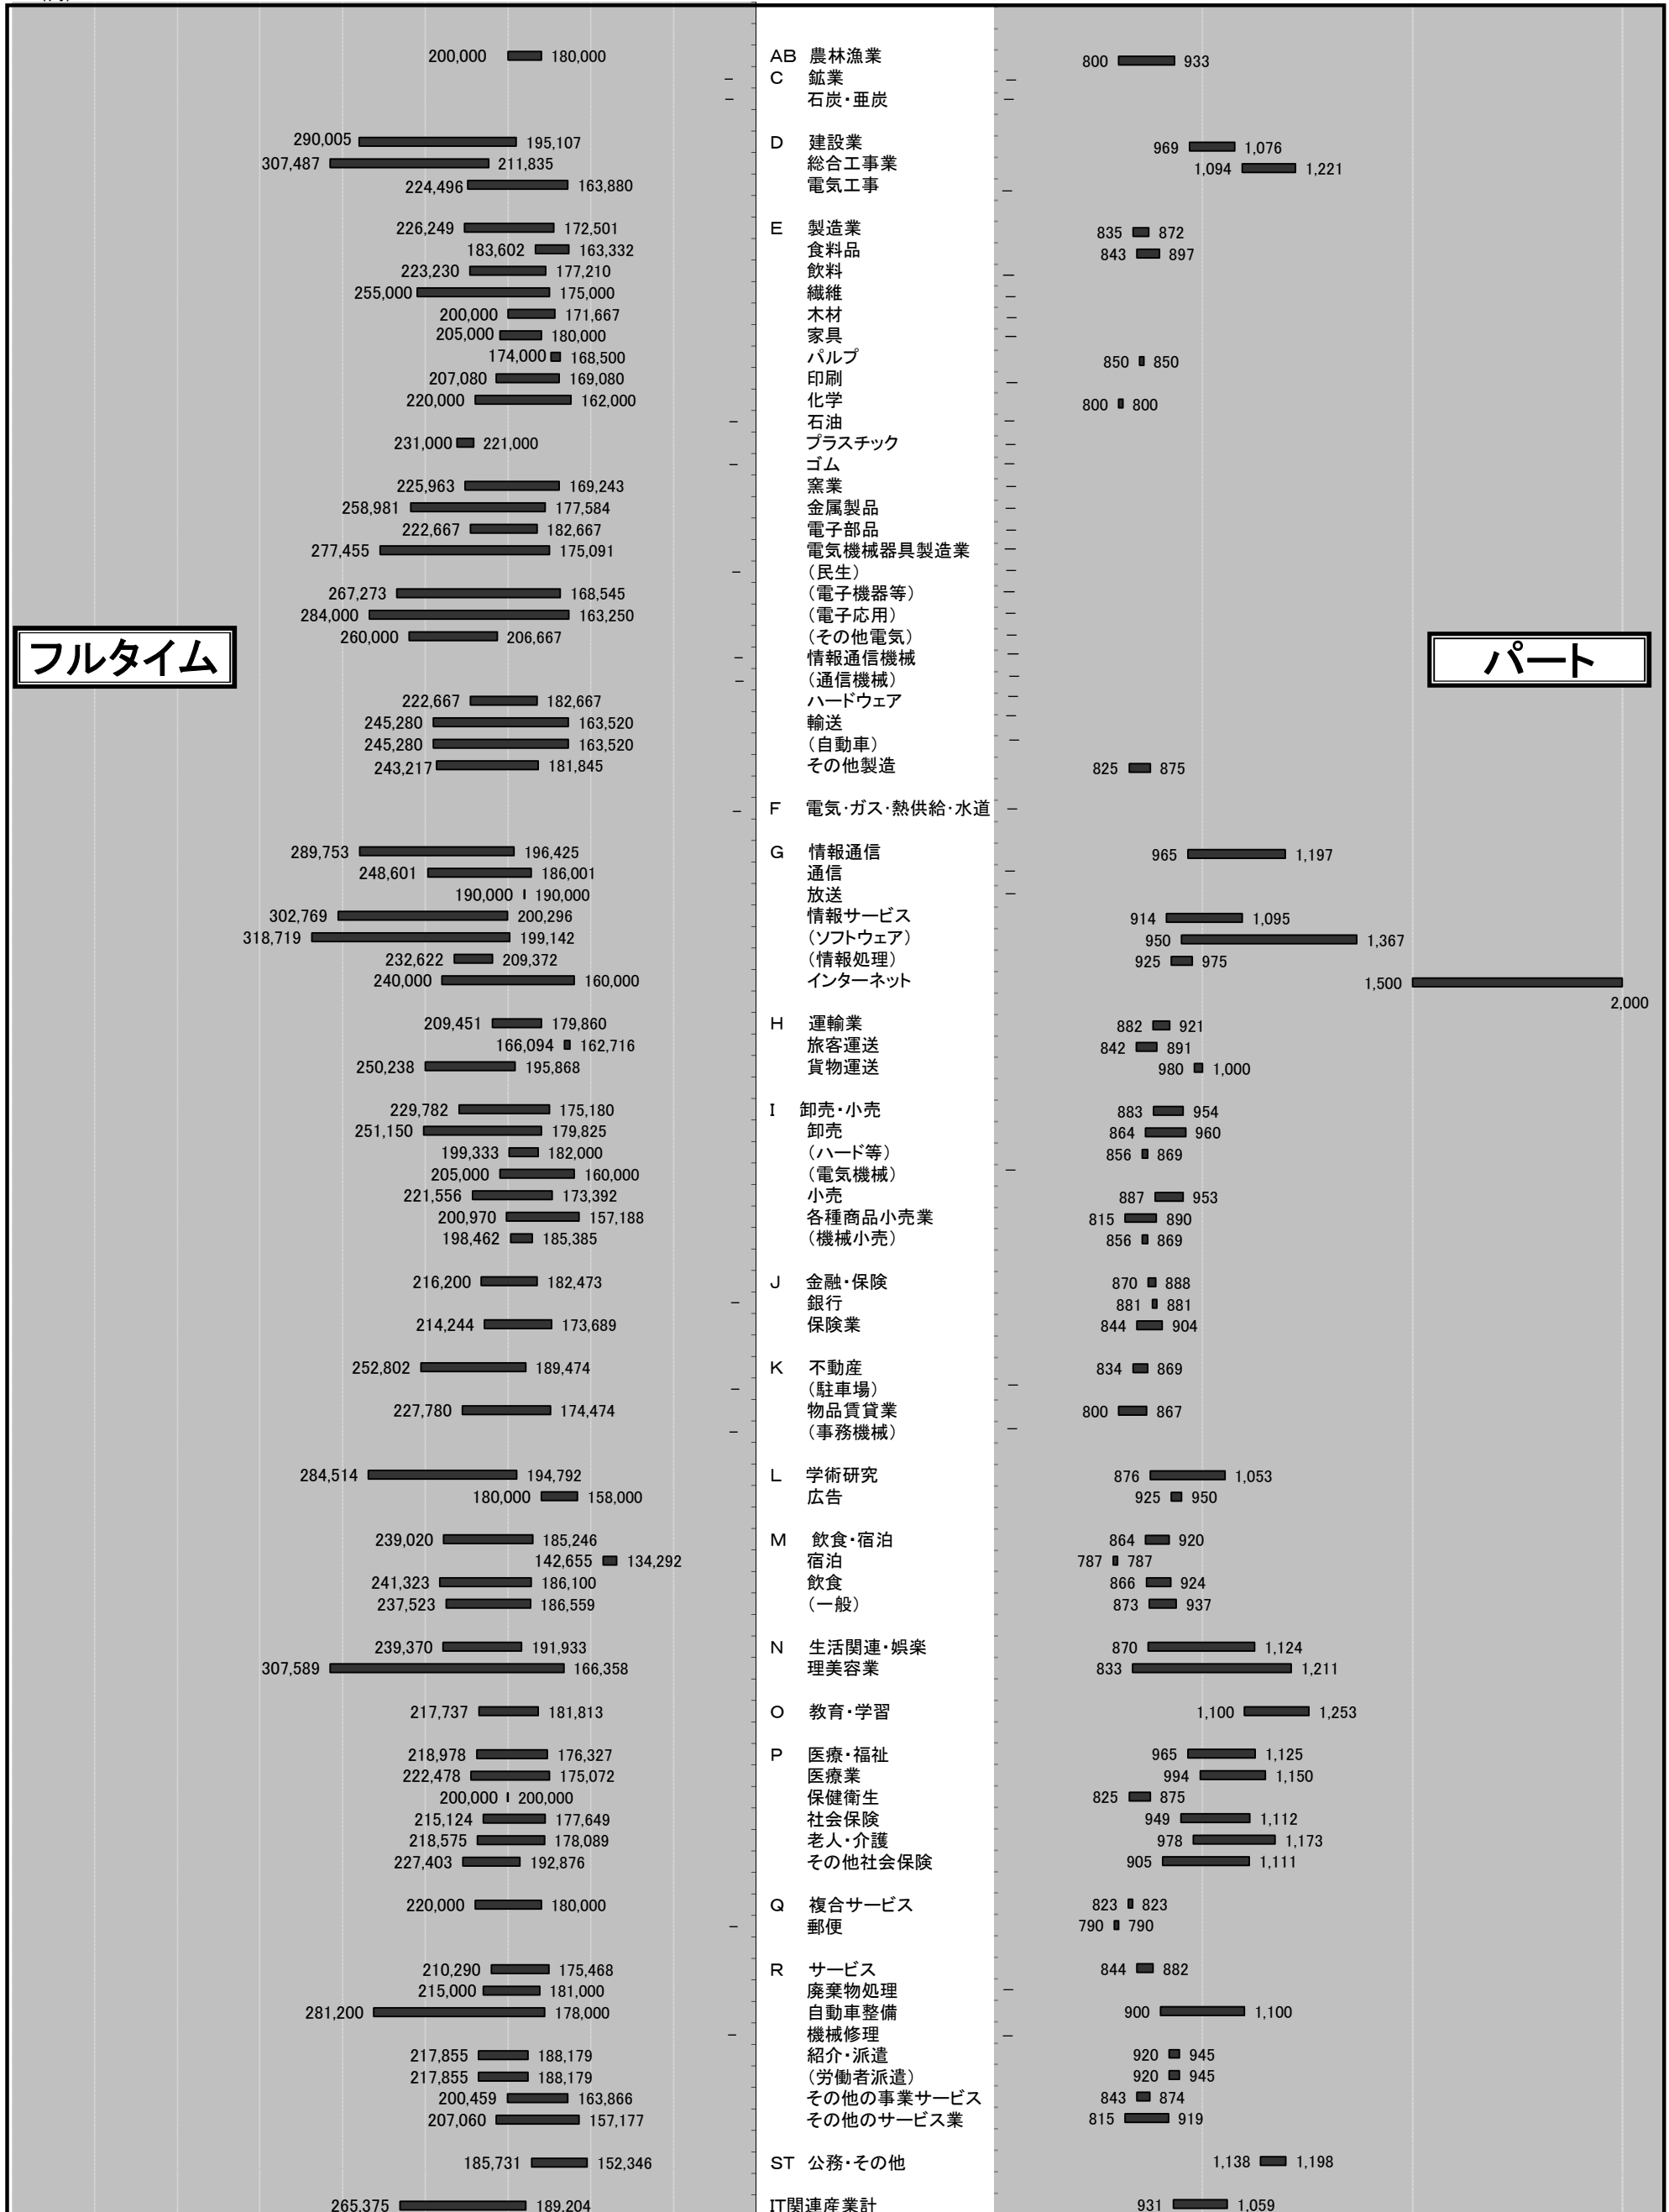 200,000 180,000 AB 農林漁業 800 933
– C 鉱業 –
– 石炭・亜炭 –
290,005 195,107 D 建設業 969 1,076
307,487 211,835 総合工事業 1,094 1,221
224,496 163,880 電気工事 –
226,249 172,501 E 製造業 835 872
183,602 163,332 食料品 843 897
223,230 177,210 飲料 –
255,000 175,000 繊維 –
200,000 171,667 木材 –
205,000 180,000 家具 –
174,000 168,500 パルプ 850 850
207,080 169,080 印刷 –
220,000 162,000 化学 800 800
– 石油 –
231,000 221,000 プラスチック –
– ゴム –
225,963 169,243 窯業 –
258,981 177,584 金属製品 –
222,667 182,667 電子部品 –
277,455 175,091 電気機械器具製造業 –
– （民生） –
267,273 168,545 （電子機器等） –
284,000 163,250 （電子応用） –
260,000 206,667 （その他電気） –
フルタイム
パート
– 情報通信機械 –
– （通信機械） –
222,667 182,667 ハードウェア –
245,280 163,520 輸送 –
245,280 163,520 （自動車） –
243,217 181,845 その他製造 825 875
– F 電気・ガス・熱供給・水道 –
289,753 196,425 G 情報通信 965 1,197
248,601 186,001 通信 –
190,000 190,000 放送 –
302,769 200,296 情報サービス 914 1,095
318,719 199,142 （ソフトウェア） 950 1,367
232,622 209,372 （情報処理） 925 975
240,000 160,000 インターネット 1,500 2,000
209,451 179,860 H 運輸業 882 921
166,094 162,716 旅客運送 842 891
250,238 195,868 貨物運送 980 1,000
229,782 175,180 I 卸売・小売 883 954
251,150 179,825 卸売 864 960
199,333 182,000 （ハード等） 856 869
205,000 160,000 （電気機械） –
221,556 173,392 小売 887 953
200,970 157,188 各種商品小売業 815 890
198,462 185,385 （機械小売） 856 869
216,200 182,473 J 金融・保険 870 888
– 銀行 881 881
214,244 173,689 保険業 844 904
252,802 189,474 K 不動産 834 869
– （駐車場） –
227,780 174,474 物品賃貸業 800 867
– （事務機械） –
284,514 194,792 L 学術研究 876 1,053
180,000 158,000 広告 925 950
239,020 185,246 M 飲食・宿泊 864 920
142,655 134,292 宿泊 787 787
241,323 186,100 飲食 866 924
237,523 186,559 （一般） 873 937
239,370 191,933 N 生活関連・娯楽 870 1,124
307,589 166,358 理美容業 833 1,211
217,737 181,813 O 教育・学習 1,100 1,253
218,978 176,327 P 医療・福祉 965 1,125
222,478 175,072 医療業 994 1,150
200,000 200,000 保健衛生 825 875
215,124 177,649 社会保険 949 1,112
218,575 178,089 老人・介護 978 1,173
227,403 192,876 その他社会保険 905 1,111
220,000 180,000 Q 複合サービス 823 823
– 郵便 790 790
210,290 175,468 R サービス 844 882
215,000 181,000 廃棄物処理 –
281,200 178,000 自動車整備 900 1,100
– 機械修理 –
217,855 188,179 紹介・派遣 920 945
217,855 188,179 （労働者派遣） 920 945
200,459 163,866 その他の事業サービス 843 874
207,060 157,177 その他のサービス業 815 919
185,731 152,346 ST 公務・その他 1,138 1,198
265,375 189,204 IT関連産業計 931 1,059